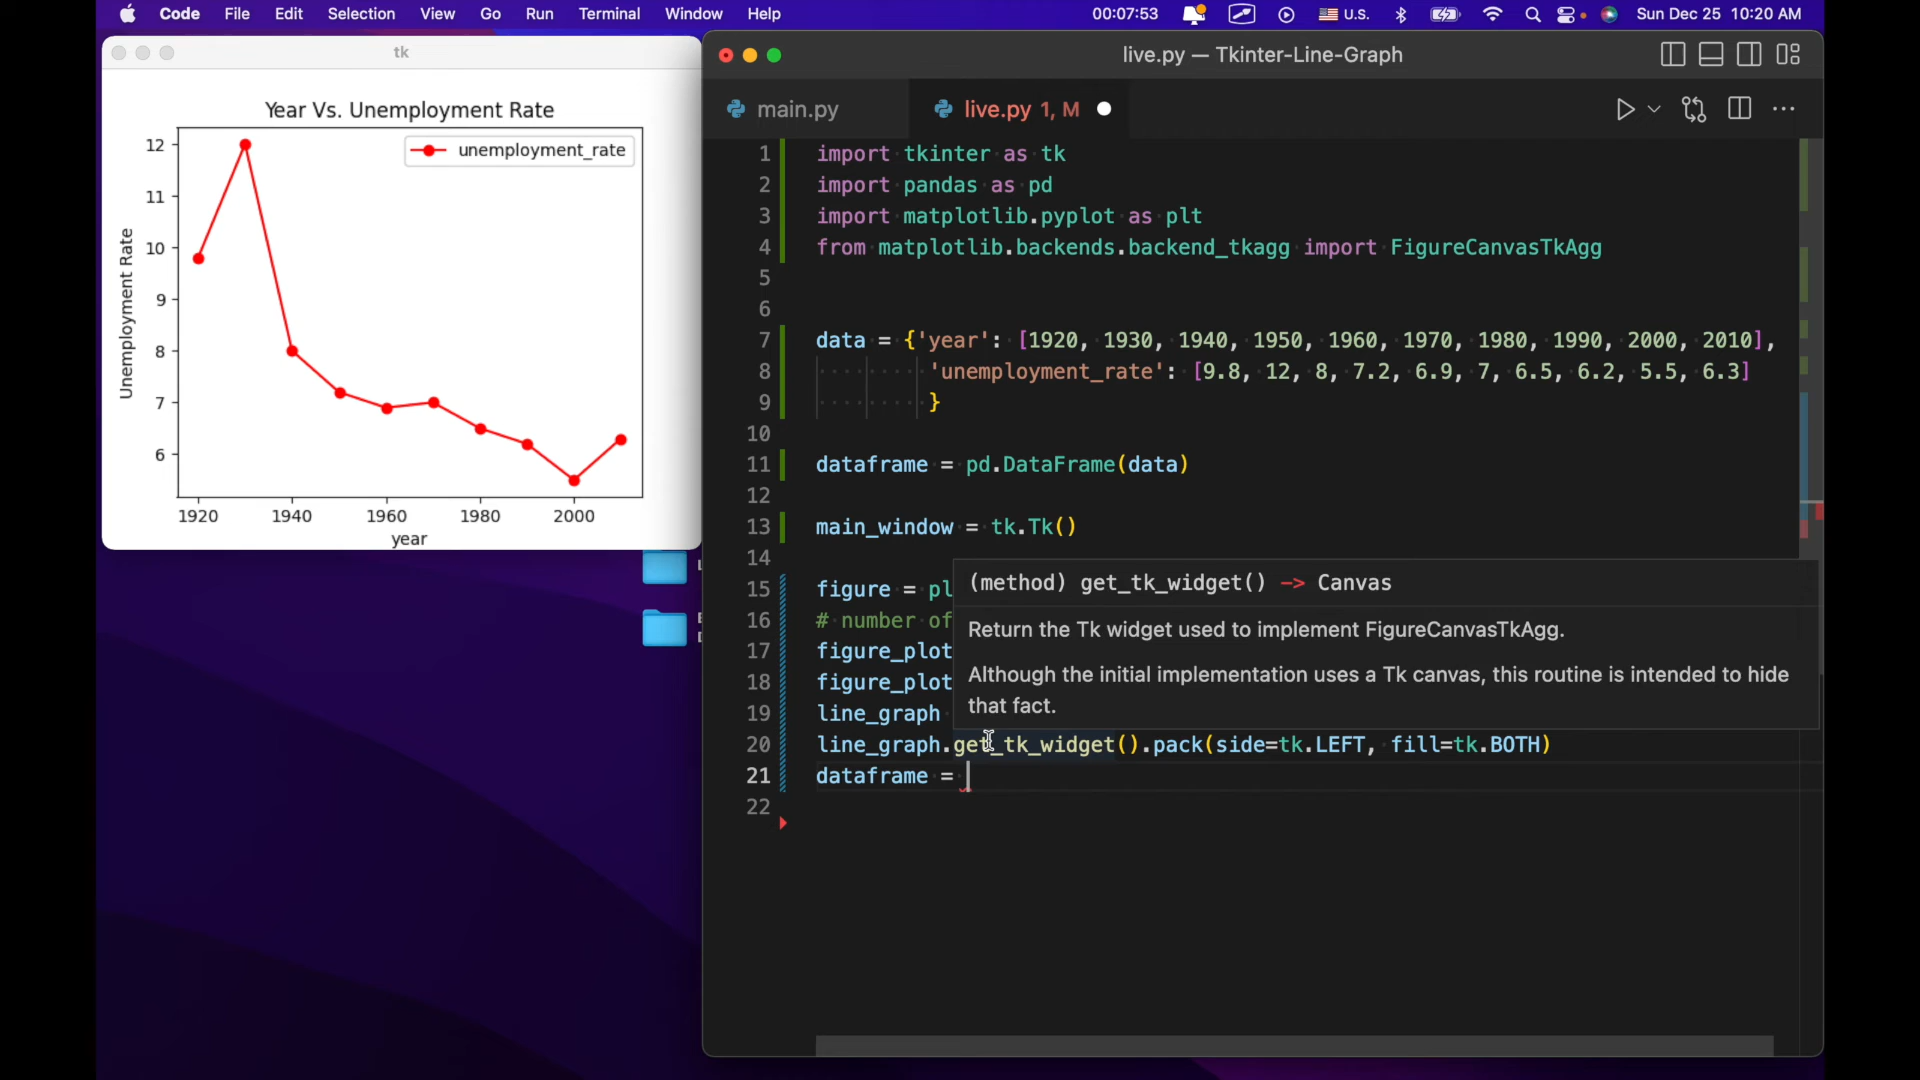 Code File Edit Selection View Go Run Terminal Window Help 00:07:53 U.S. Sun Dec 25 10:20 AM
tk
Year Vs. Unemployment Rate
unemployment_rate
12
11
10
9
8
7
6
Unemployment Rate
1920 1940 1960 1980 2000
year
live.py — Tkinter-Line-Graph
main.py live.py 1, M
1 import tkinter as tk
2 import pandas as pd
3 import matplotlib.pyplot as plt
4 from matplotlib.backends.backend_tkagg import FigureCanvasTkAgg
5
6
7 data = {'year': [1920, 1930, 1940, 1950, 1960, 1970, 1980, 1990, 2000, 2010],
8 'unemployment_rate': [9.8, 12, 8, 7.2, 6.9, 7, 6.5, 6.2, 5.5, 6.3]
9 }
10
11 dataframe = pd.DataFrame(data)
12
13 main_window = tk.Tk()
14
15 figure = pl
16 # number of
17 figure_plot
18 figure_plot
19 line_graph
(method) get_tk_widget() -> Canvas
Return the Tk widget used to implement FigureCanvasTkAgg.
Although the initial implementation uses a Tk canvas, this routine is intended to hide
that fact.
20 line_graph.get_tk_widget().pack(side=tk.LEFT, fill=tk.BOTH)
21 dataframe =
22